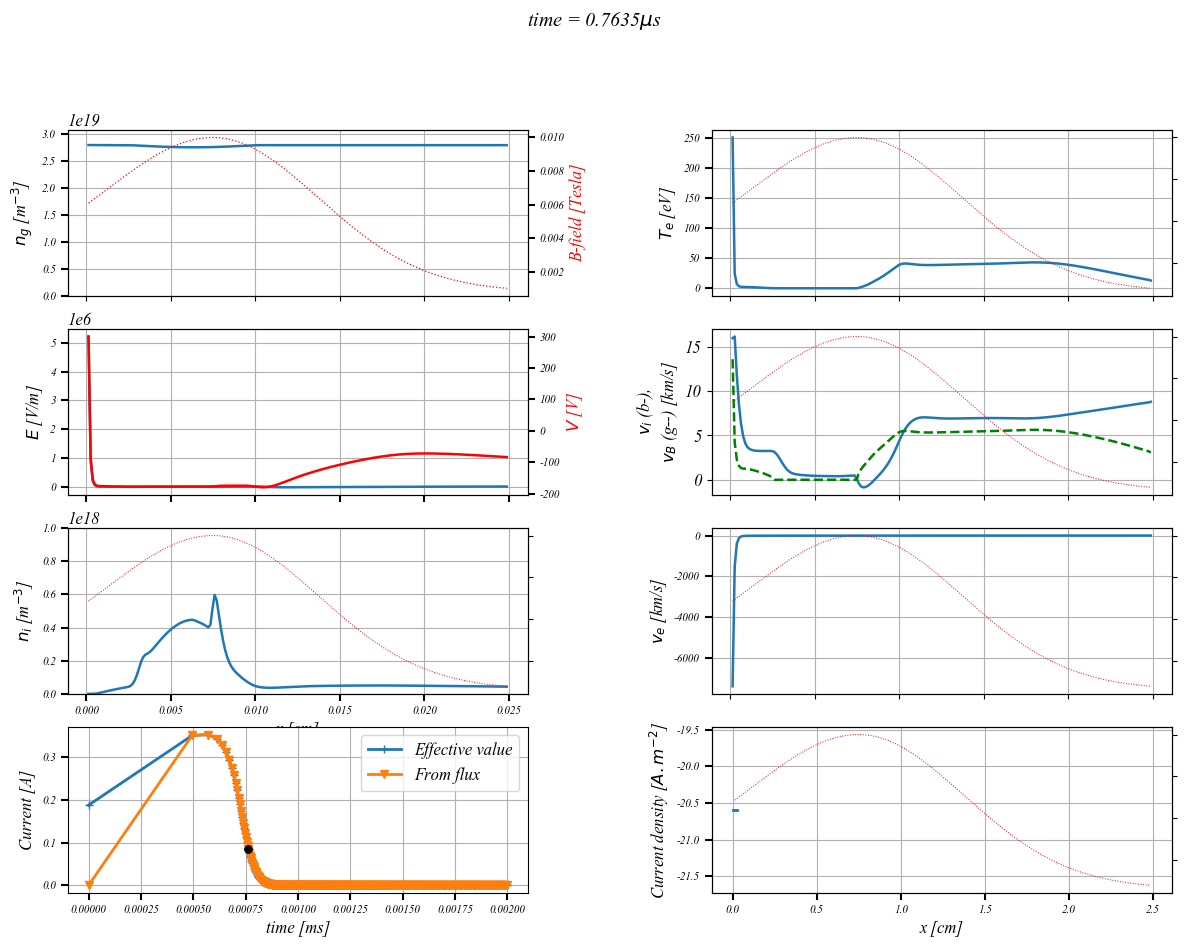 time = 0.7635μs
1e19
3.0
2.5
2.0
1.5
1.0
0.5
0.0
n_g [m^{-3}]
0.010
0.008
0.006
0.004
0.002
B-field [Tesla]
250
200
150
100
50
0
T_e [eV]
1e6
5
4
3
2
1
0
E [V/m]
300
200
100
0
-100
-200
V [V]
15
10
5
0
v_i (b-),
v_B (g--) [km/s]
1e18
1.0
0.8
0.6
0.4
0.2
0.0
n_i [m^{-3}]
0.000 0.005 0.010 0.015 0.020 0.025
0
-2000
-4000
-6000
v_e [km/s]
0.3
0.2
0.1
0.0
Current [A]
Effective value
From flux
0.00000 0.00025 0.00050 0.00075 0.00100 0.00125 0.00150 0.00175 0.00200
time [ms]
-19.5
-20.0
-20.5
-21.0
-21.5
Current density [A.m^{-2}]
0.0 0.5 1.0 1.5 2.0 2.5
x [cm]